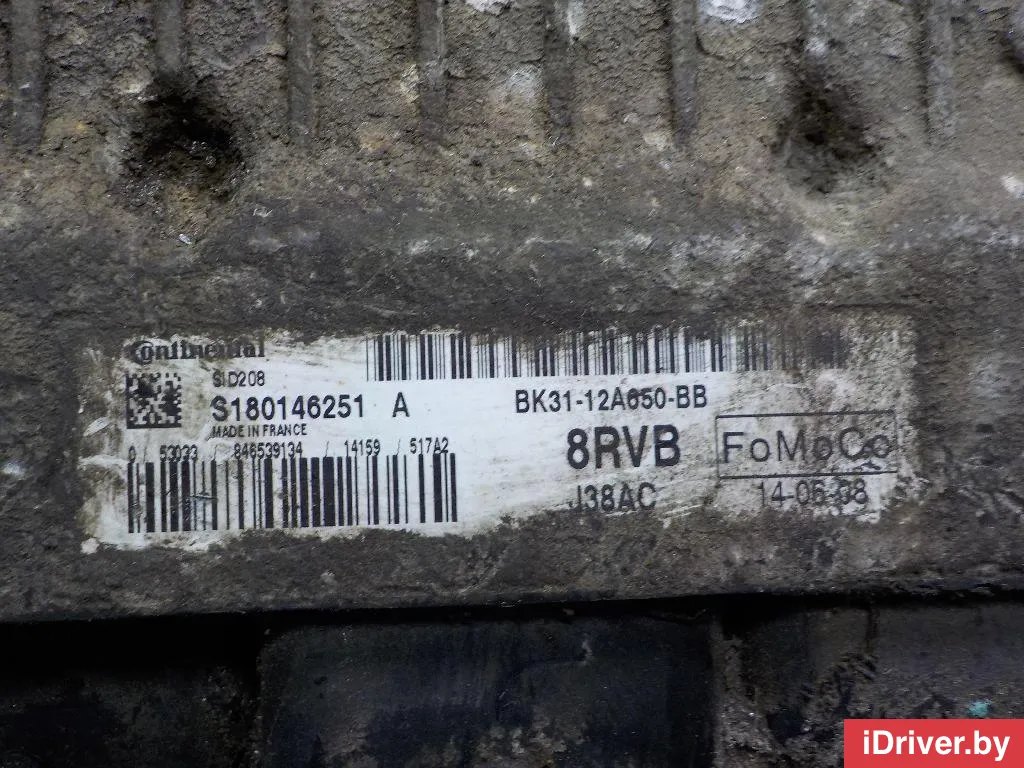 Continental
SID208
S180146251 A
BK31-12A650-BB
MADE IN FRANCE
0 / 53033 / 846539134 / 14159 / 517A2
8RVB
FoMoCo
J38AC
14-06-08
iDriver.by